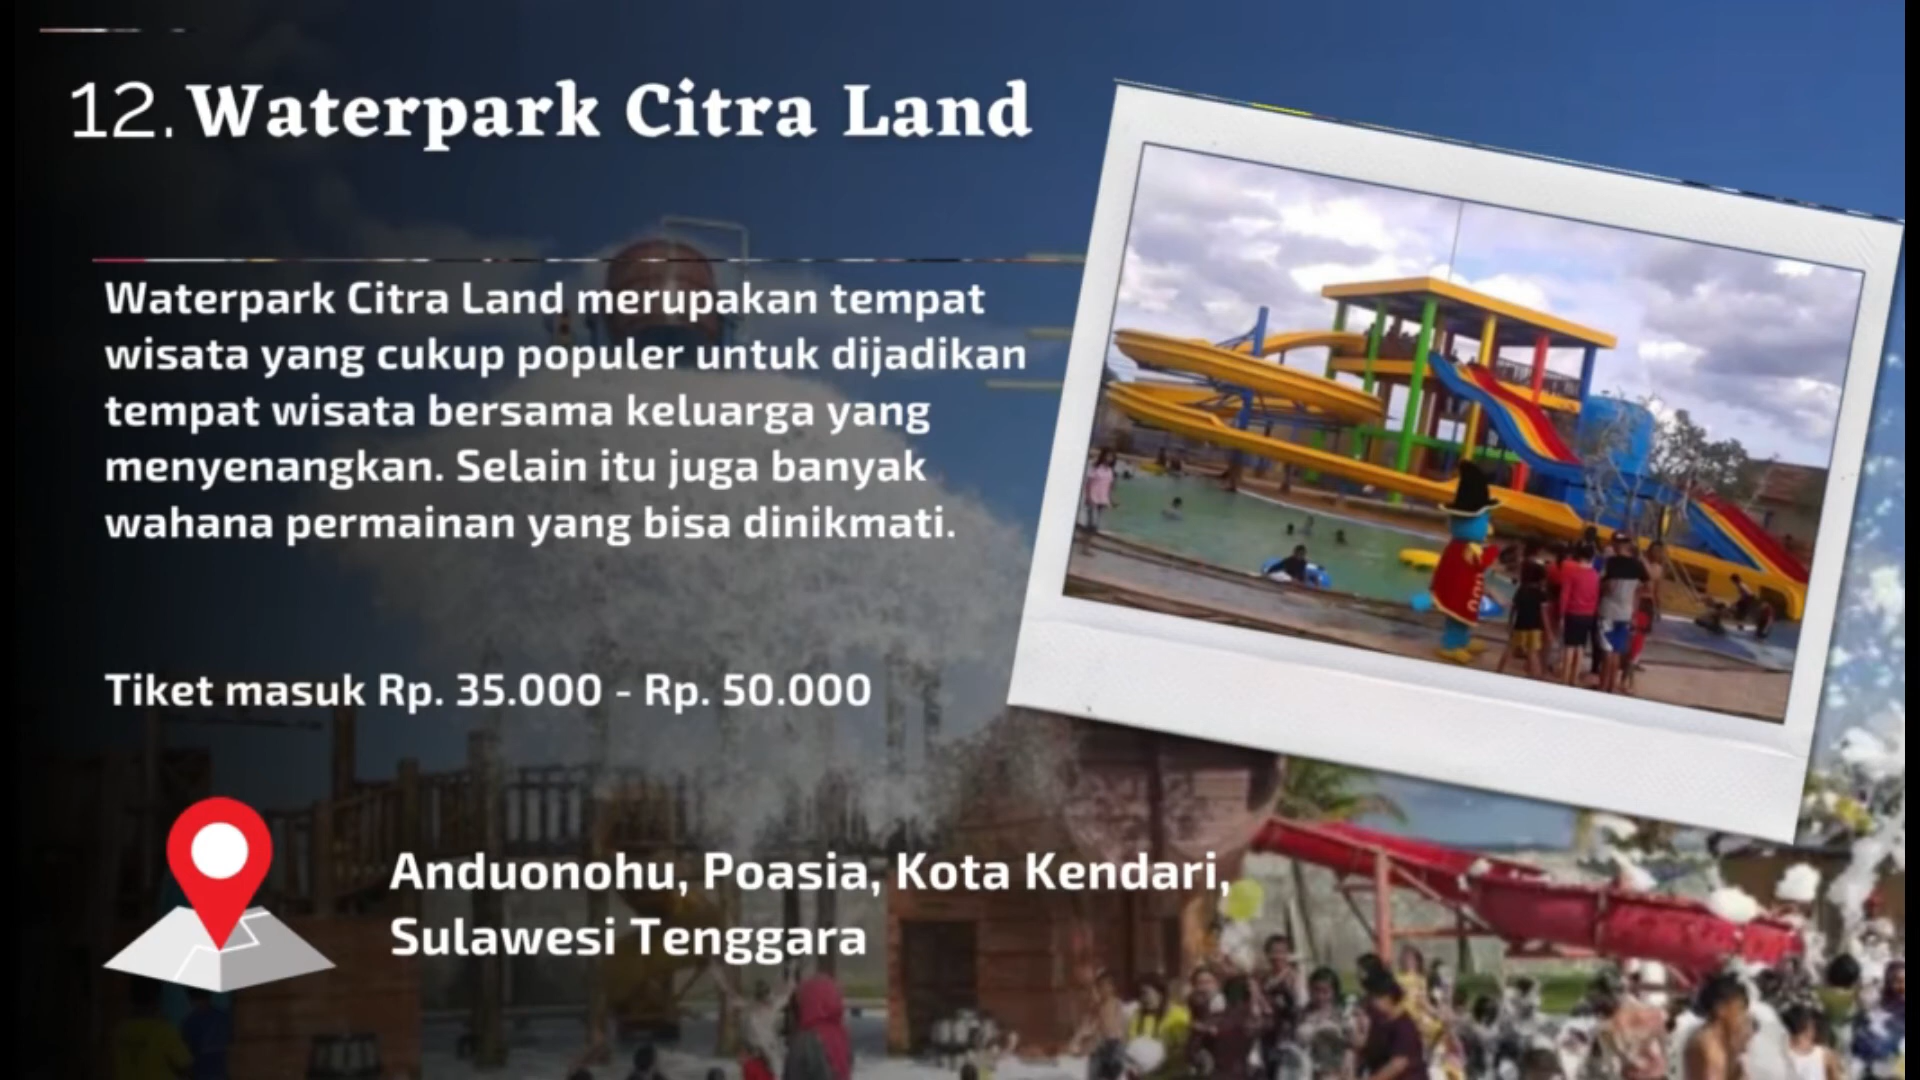 12. Waterpark Citra Land
Waterpark Citra Land merupakan tempat
wisata yang cukup populer untuk dijadikan
tempat wisata bersama keluarga yang
menyenangkan. Selain itu juga banyak
wahana permainan yang bisa dinikmati.
Tiket masuk Rp. 35.000 - Rp. 50.000
Anduonohu, Poasia, Kota Kendari,
Sulawesi Tenggara